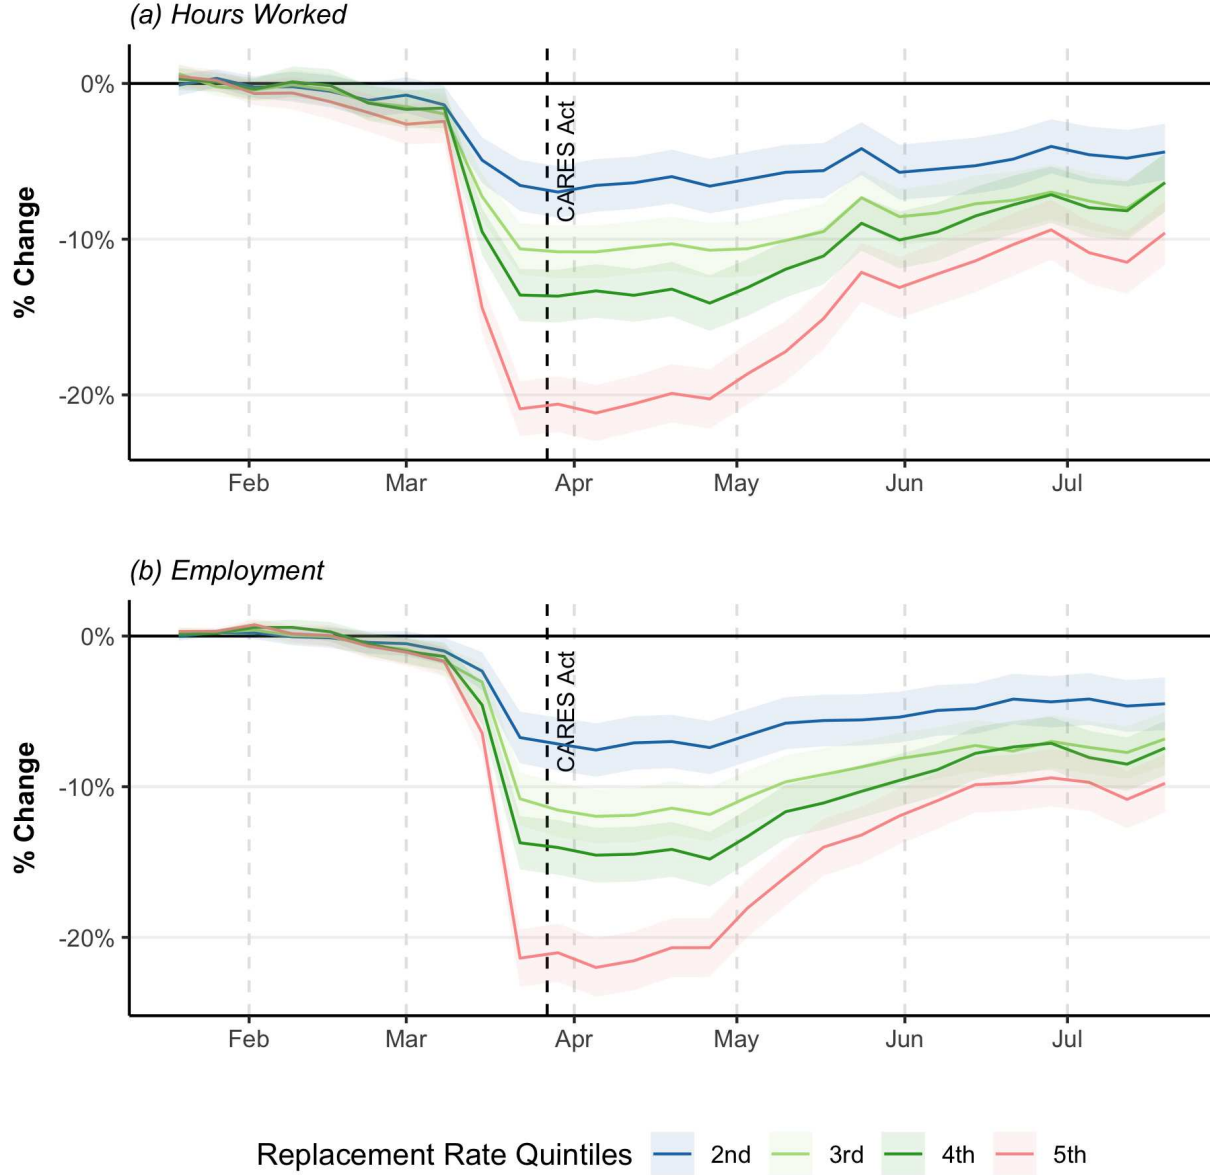 (a) Hours Worked
0%
-10%
-20%
% Change
CARES Act
Feb Mar Apr May Jun Jul
(b) Employment
0%
-10%
-20%
% Change
CARES Act
Feb Mar Apr May Jun Jul
Replacement Rate Quintiles 2nd 3rd 4th 5th